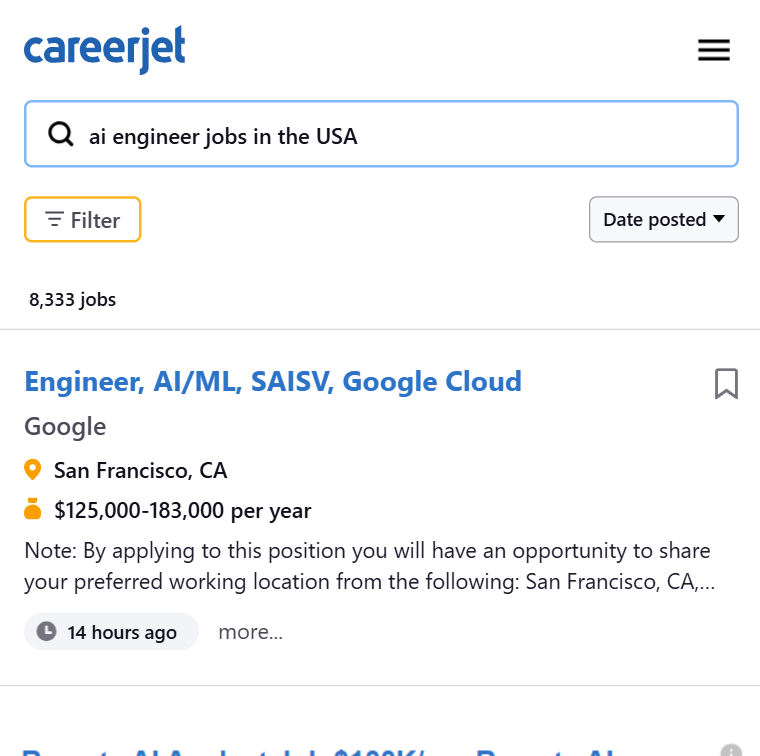 careerjet
ai engineer jobs in the USA
Filter
Date posted
8,333 jobs
Engineer, AI/ML, SAISV, Google Cloud
Google
San Francisco, CA
$125,000-183,000 per year
Note: By applying to this position you will have an opportunity to share
your preferred working location from the following: San Francisco, CA,...
14 hours ago
more...